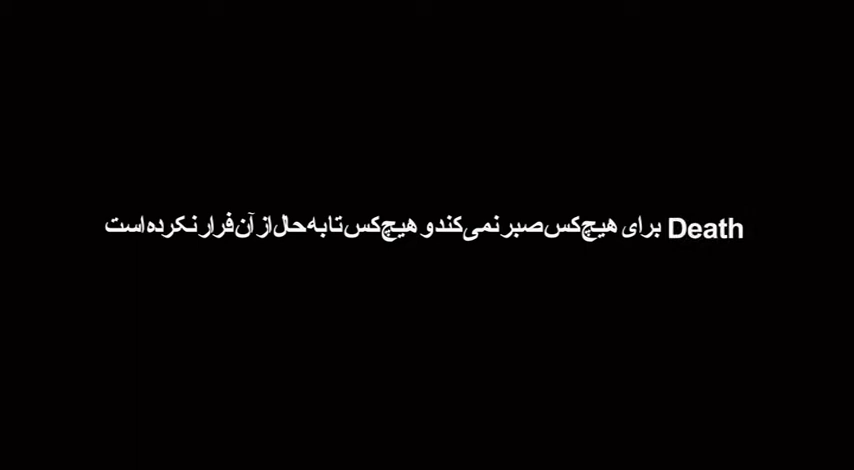 Death برای هیچ‌کس صبر نمی‌کند و هیچ‌کس تا به حال از آن فرار نکرده است